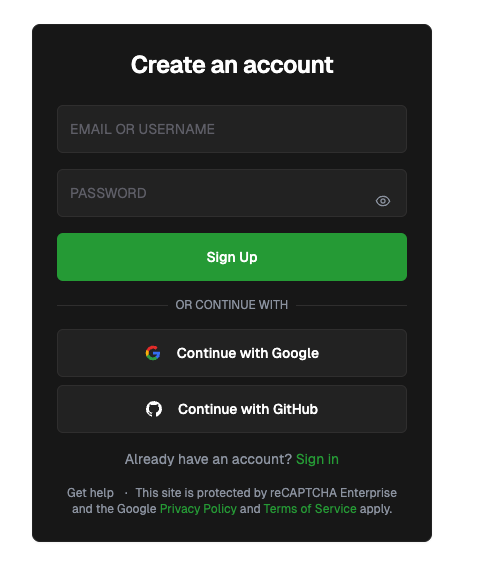 Create an account
EMAIL OR USERNAME
PASSWORD
Sign Up
OR CONTINUE WITH
Continue with Google
Continue with GitHub
Already have an account? Sign in
Get help · This site is protected by reCAPTCHA Enterprise
and the Google Privacy Policy and Terms of Service apply.